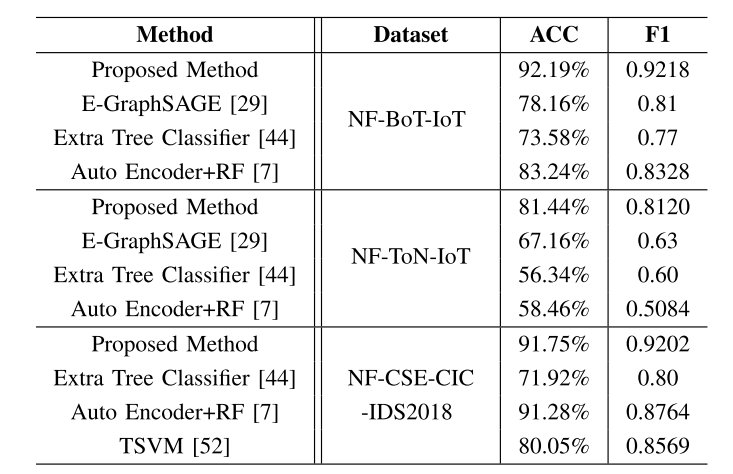 Method Dataset ACC F1
Proposed Method 92.19% 0.9218
E-GraphSAGE [29] 78.16% 0.81
NF-BoT-IoT
Extra Tree Classifier [44] 73.58% 0.77
Auto Encoder+RF [7] 83.24% 0.8328
Proposed Method 81.44% 0.8120
E-GraphSAGE [29] 67.16% 0.63
NF-ToN-IoT
Extra Tree Classifier [44] 56.34% 0.60
Auto Encoder+RF [7] 58.46% 0.5084
Proposed Method 91.75% 0.9202
Extra Tree Classifier [44] NF-CSE-CIC 71.92% 0.80
Auto Encoder+RF [7] -IDS2018 91.28% 0.8764
TSVM [52] 80.05% 0.8569